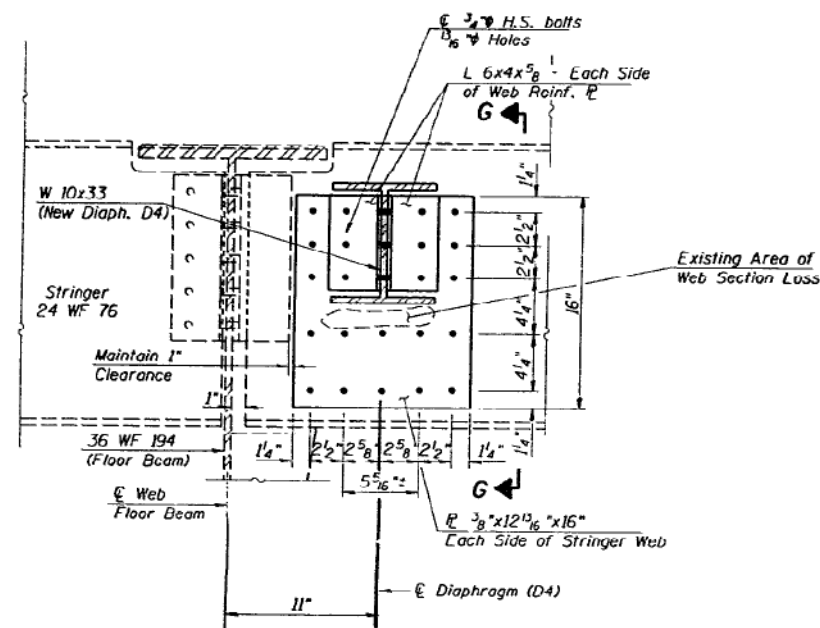 ℄ 3/4"φ H.S. bolts
13/16"φ Holes
L 6x4x5/8 - Each Side
of Web Reinf. ℙL
G
W 10x33
(New Diaph. D4)
1 1/4"
2 1/2"
2 1/2"
4 1/4"
4 1/4"
1 1/4"
16"
Existing Area of
Web Section Loss
Stringer
24 WF 76
Maintain 1"
Clearance
1"
36 WF 194
(Floor Beam)
1 1/4"
2 1/2"
2 5/8"
2 5/8"
2 1/2"
1 1/4"
5 5/16"±
G
℄ Web
Floor Beam
PL 3/8"x12 13/16"x16"
Each Side of Stringer Web
℄ Diaphragm (D4)
11"